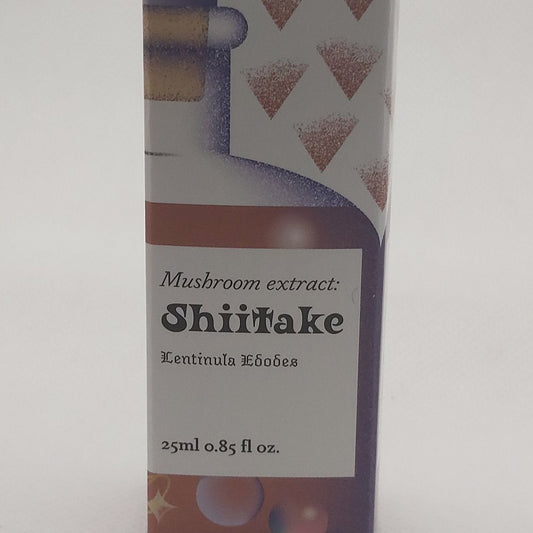 Mushroom extract:
Shiitake
Lentinula Edodes
25ml 0.85 fl oz.